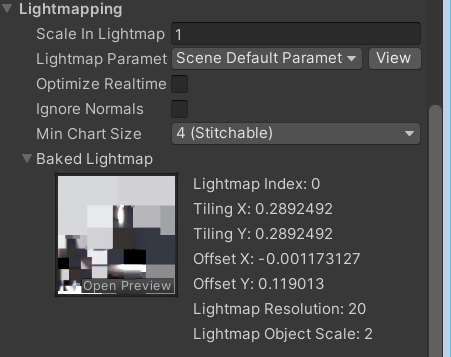 Lightmapping
Scale In Lightmap 1
Lightmap Paramet Scene Default Paramet View
Optimize Realtime
Ignore Normals
Min Chart Size 4 (Stitchable)
Baked Lightmap
Lightmap Index: 0
Tiling X: 0.2892492
Tiling Y: 0.2892492
Offset X: -0.001173127
Offset Y: 0.119013
Open Preview
Lightmap Resolution: 20
Lightmap Object Scale: 2